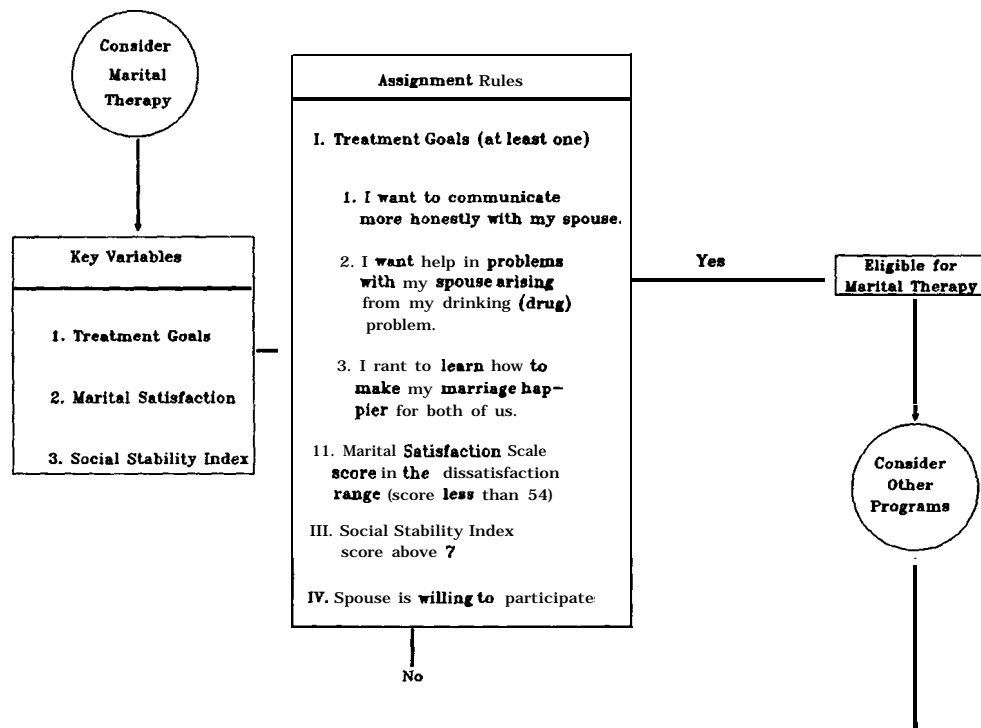 Consider
Marital
Therapy
Key Variables
1. Treatment Goals
2. Marital Satisfaction
3. Social Stability Index
Assignment Rules
I. Treatment Goals (at least one)
1. I want to communicate
more honestly with my spouse.
2. I want help in problems
with my spouse arising
from my drinking (drug)
problem.
3. I rant to learn how to
make my marriage hap-
pier for both of us.
11. Marital Satisfaction Scale
score in the dissatisfaction
range (score less than 54)
III. Social Stability Index
score above 7
IV. Spouse is willing to participate
No
Yes
Eligible for
Marital Therapy
Consider
Other
Programs